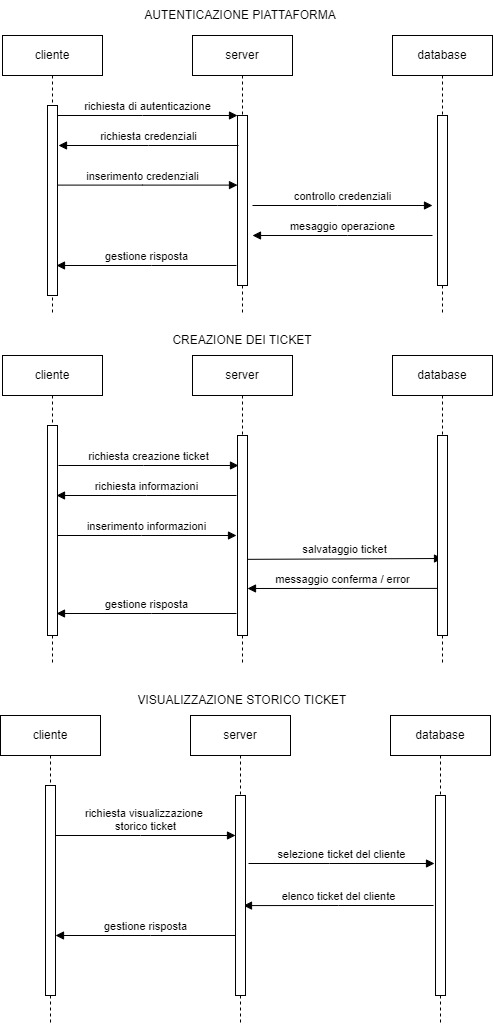 AUTENTICAZIONE PIATTAFORMA
cliente
server
database
richiesta di autenticazione
richiesta credenziali
inserimento credenziali
controllo credenziali
mesaggio operazione
gestione risposta
CREAZIONE DEI TICKET
cliente
server
database
richiesta creazione ticket
richiesta informazioni
inserimento informazioni
salvataggio ticket
messaggio conferma / error
gestione risposta
VISUALIZZAZIONE STORICO TICKET
cliente
server
database
richiesta visualizzazione
storico ticket
selezione ticket del cliente
elenco ticket del cliente
gestione risposta